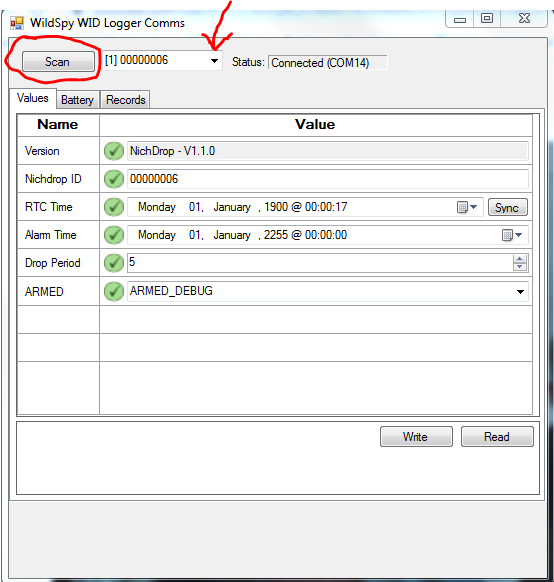 WildSpy WID Logger Comms
Scan [1] 00000006 Status: Connected (COM14)
Values Battery Records
Name Value
Version NichDrop - V1.1.0
Nichdrop ID 00000006
RTC Time Monday 01, January , 1900 @ 00:00:17 Sync
Alarm Time Monday 01, January , 2255 @ 00:00:00
Drop Period 5
ARMED ARMED_DEBUG
Write Read